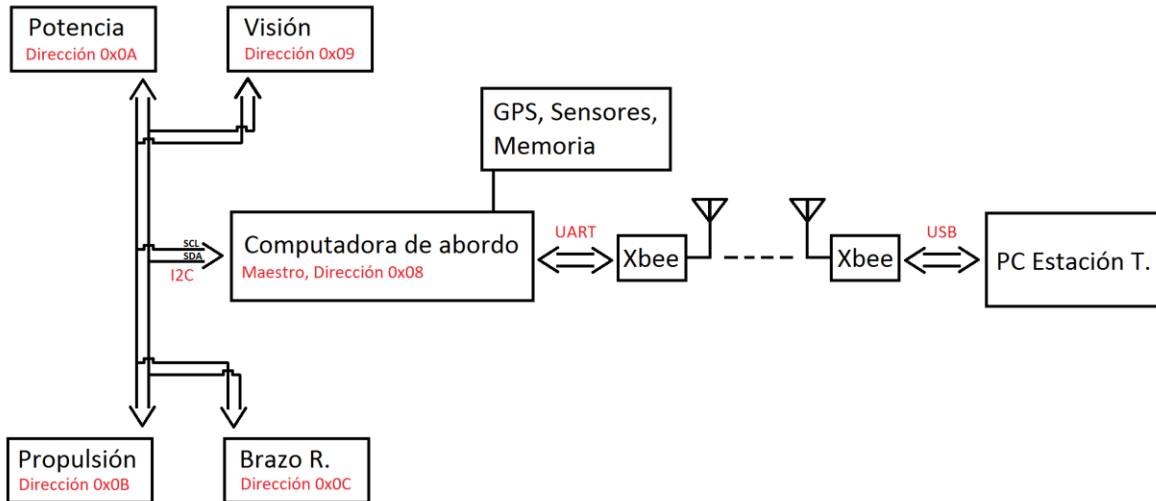 Potencia
Dirección 0x0A
Visión
Dirección 0x09
GPS, Sensores,
Memoria
SCL
SDA
I2C
Computadora de abordo
Maestro, Dirección 0x08
UART
Xbee
Xbee
USB
PC Estación T.
Propulsión
Dirección 0x0B
Brazo R.
Dirección 0x0C